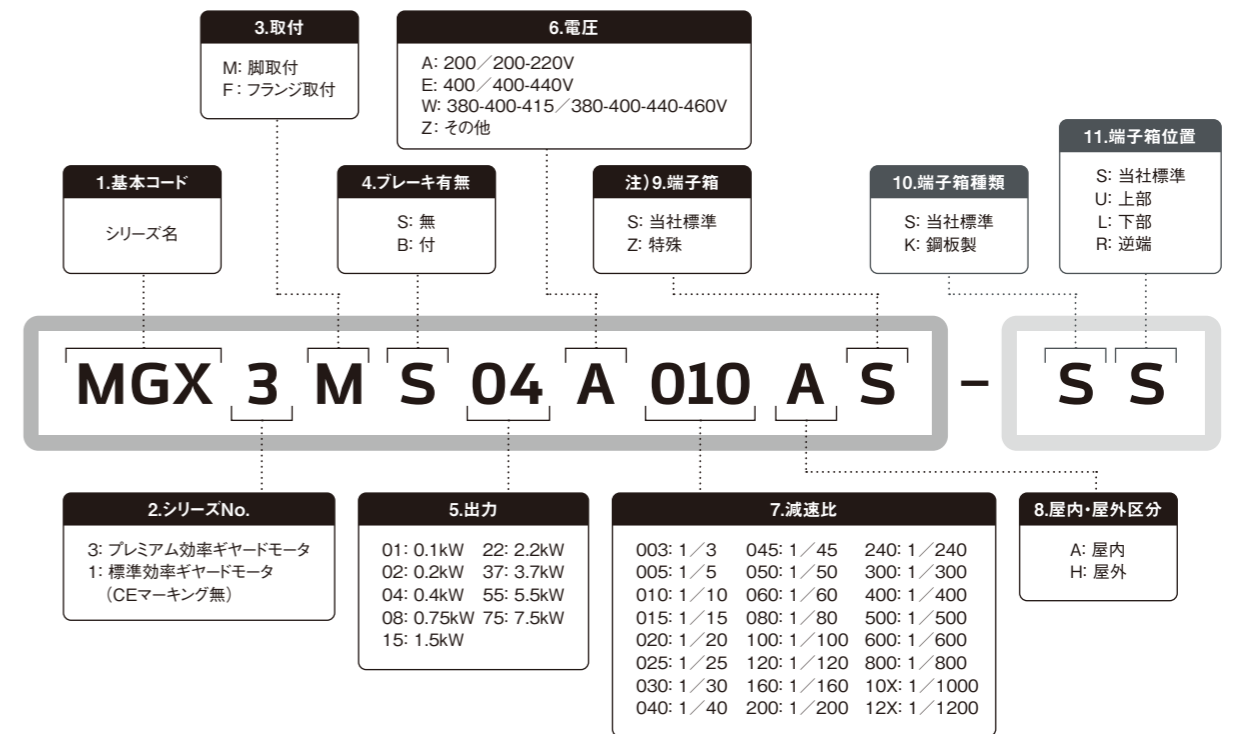 3.取付
M: 脚取付
F: フランジ取付
6.電圧
A: 200／200-220V
E: 400／400-440V
W: 380-400-415／380-400-440-460V
Z: その他
11.端子箱位置
S: 当社標準
U: 上部
L: 下部
R: 逆端
1.基本コード
シリーズ名
4.ブレーキ有無
S: 無
B: 付
注）9.端子箱
S: 当社標準
Z: 特殊
10.端子箱種類
S: 当社標準
K: 鋼板製
MGX 3 M S 04 A 010 A S – S S
2.シリーズNo.
3: プレミアム効率ギヤードモータ
1: 標準効率ギヤードモータ
（CEマーキング無）
5.出力
01: 0.1kW 22: 2.2kW
02: 0.2kW 37: 3.7kW
04: 0.4kW 55: 5.5kW
08: 0.75kW 75: 7.5kW
15: 1.5kW
7.減速比
003: 1／3 045: 1／45 240: 1／240
005: 1／5 050: 1／50 300: 1／300
010: 1／10 060: 1／60 400: 1／400
015: 1／15 080: 1／80 500: 1／500
020: 1／20 100: 1／100 600: 1／600
025: 1／25 120: 1／120 800: 1／800
030: 1／30 160: 1／160 10X: 1／1000
040: 1／40 200: 1／200 12X: 1／1200
8.屋内・屋外区分
A: 屋内
H: 屋外